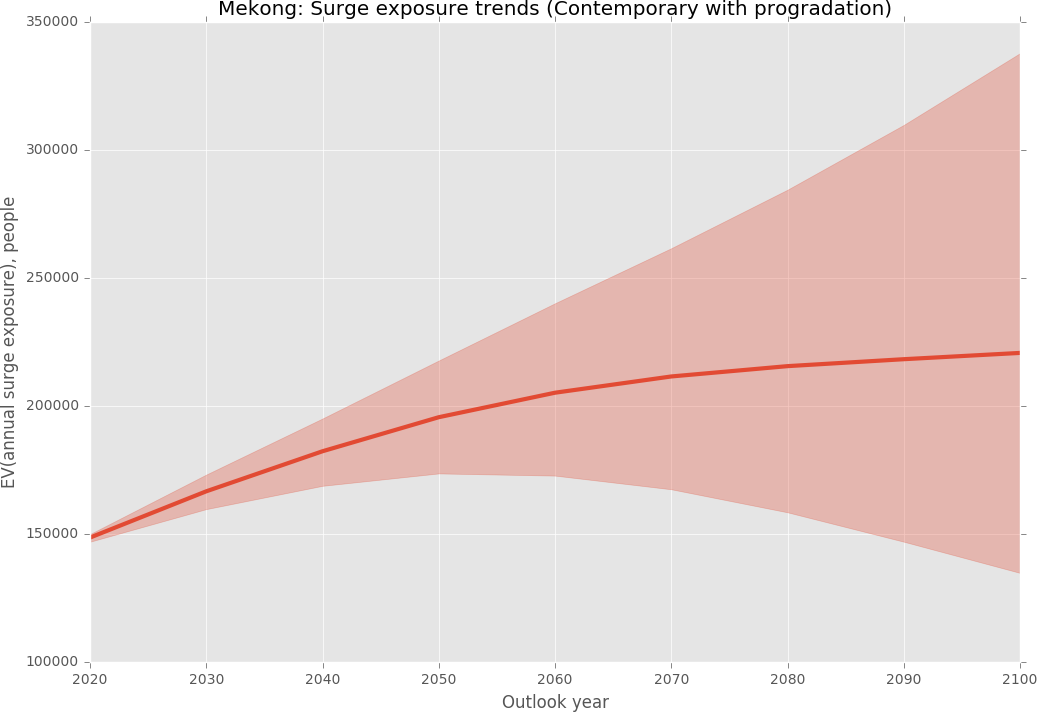 Mekong: Surge exposure trends (Contemporary with progradation)
EV(annual surge exposure), people
350000
300000
250000
200000
150000
100000
2020 2030 2040 2050 2060 2070 2080 2090 2100
Outlook year